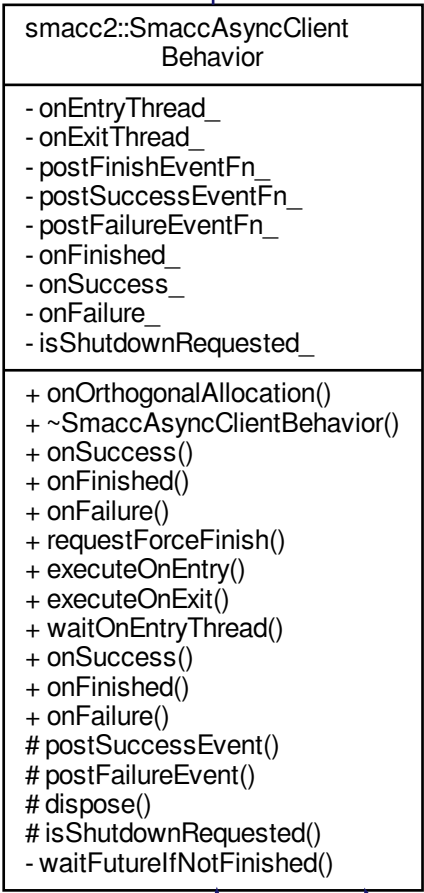 smacc2::SmaccAsyncClient
Behavior
- onEntryThread_
- onExitThread_
- postFinishEventFn_
- postSuccessEventFn_
- postFailureEventFn_
- onFinished_
- onSuccess_
- onFailure_
- isShutdownRequested_
+ onOrthogonalAllocation()
+ ~SmaccAsyncClientBehavior()
+ onSuccess()
+ onFinished()
+ onFailure()
+ requestForceFinish()
+ executeOnEntry()
+ executeOnExit()
+ waitOnEntryThread()
+ onSuccess()
+ onFinished()
+ onFailure()
# postSuccessEvent()
# postFailureEvent()
# dispose()
# isShutdownRequested()
- waitFutureIfNotFinished()